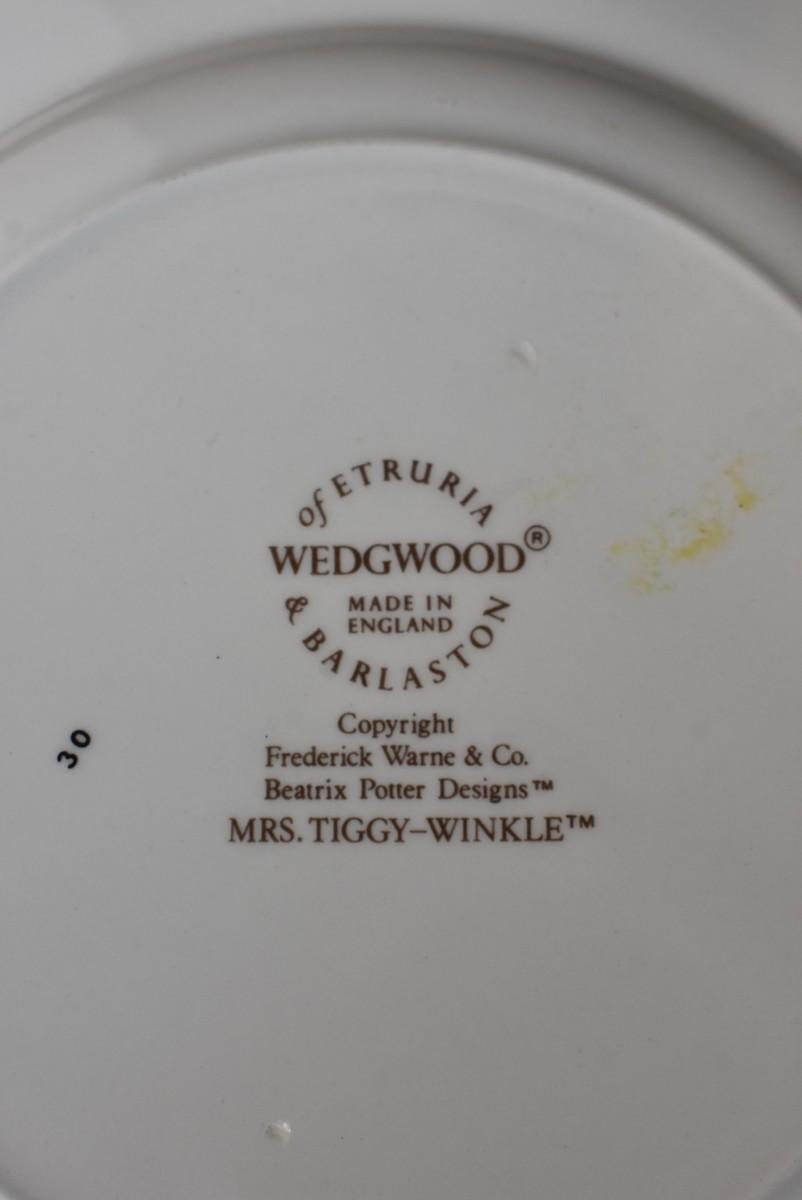 of ETRURIA
WEDGWOOD®
MADE IN
ENGLAND
& BARLASTON
30
Copyright
Frederick Warne & Co.
Beatrix Potter Designs™
MRS. TIGGY–WINKLE™